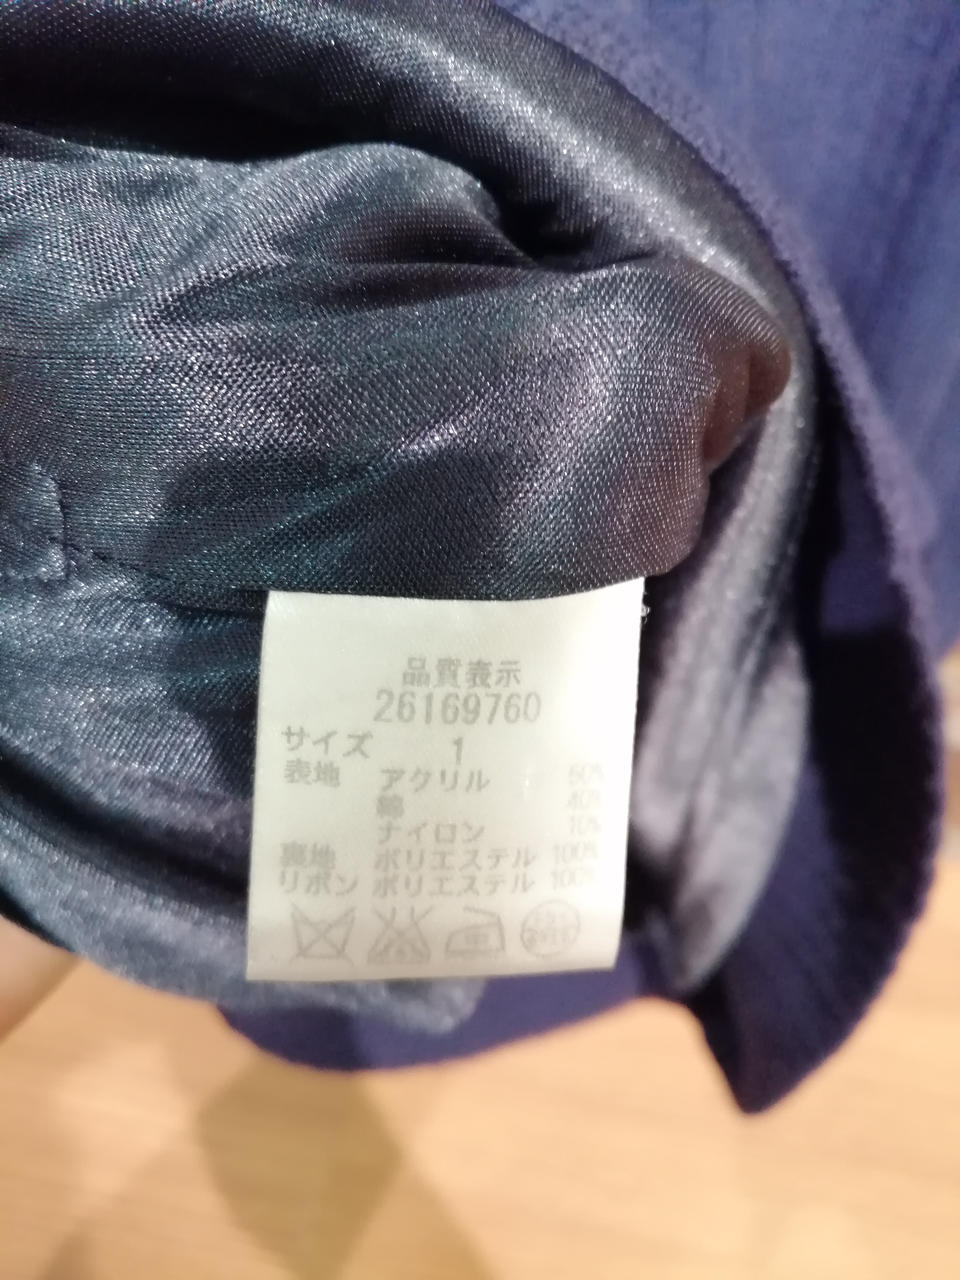 品質表示
26169760
サイズ 1
表地 アクリル 50%
綿 40%
ナイロン 10%
裏地 ポリエステル 100%
リボン ポリエステル 100%